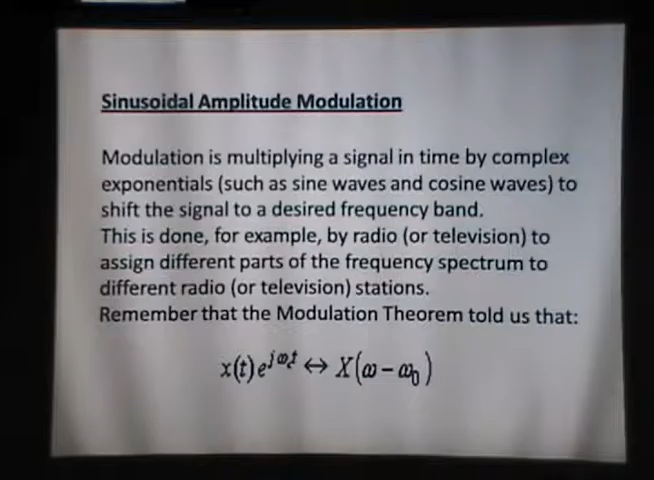 Sinusoidal Amplitude Modulation
Modulation is multiplying a signal in time by complex
exponentials (such as sine waves and cosine waves) to
shift the signal to a desired frequency band.
This is done, for example, by radio (or television) to
assign different parts of the frequency spectrum to
different radio (or television) stations.
Remember that the Modulation Theorem told us that:
x(t)e^{jω₀t} ↔ X(ω − ω₀)